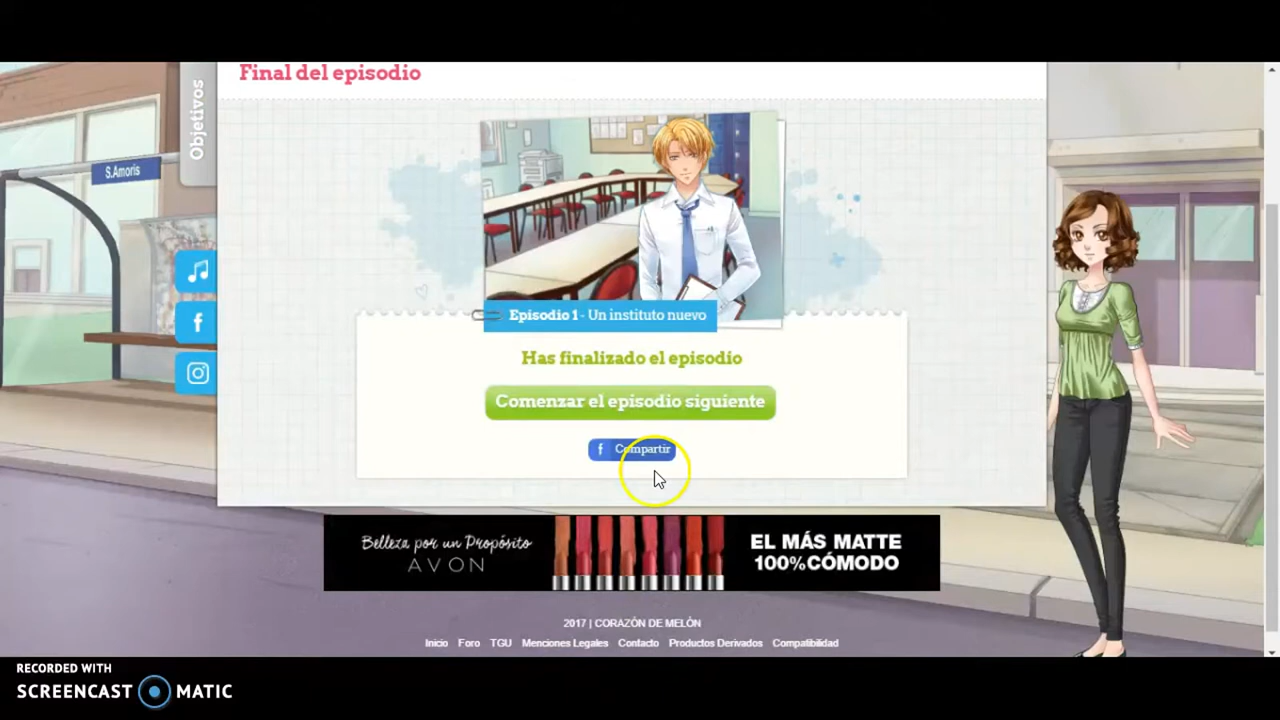 Final del episodio
Objetivos
S.Amoris
Episodio 1 - Un instituto nuevo
Has finalizado el episodio
Comenzar el episodio siguiente
f Compartir
Belleza por un Propósito
AVON
EL MÁS MATTE
100%CÓMODO
2017 | CORAZÓN DE MELÓN
Inicio Foro TGU Menciones Legales Contacto Productos Derivados Compatibilidad
RECORDED WITH
SCREENCAST MATIC